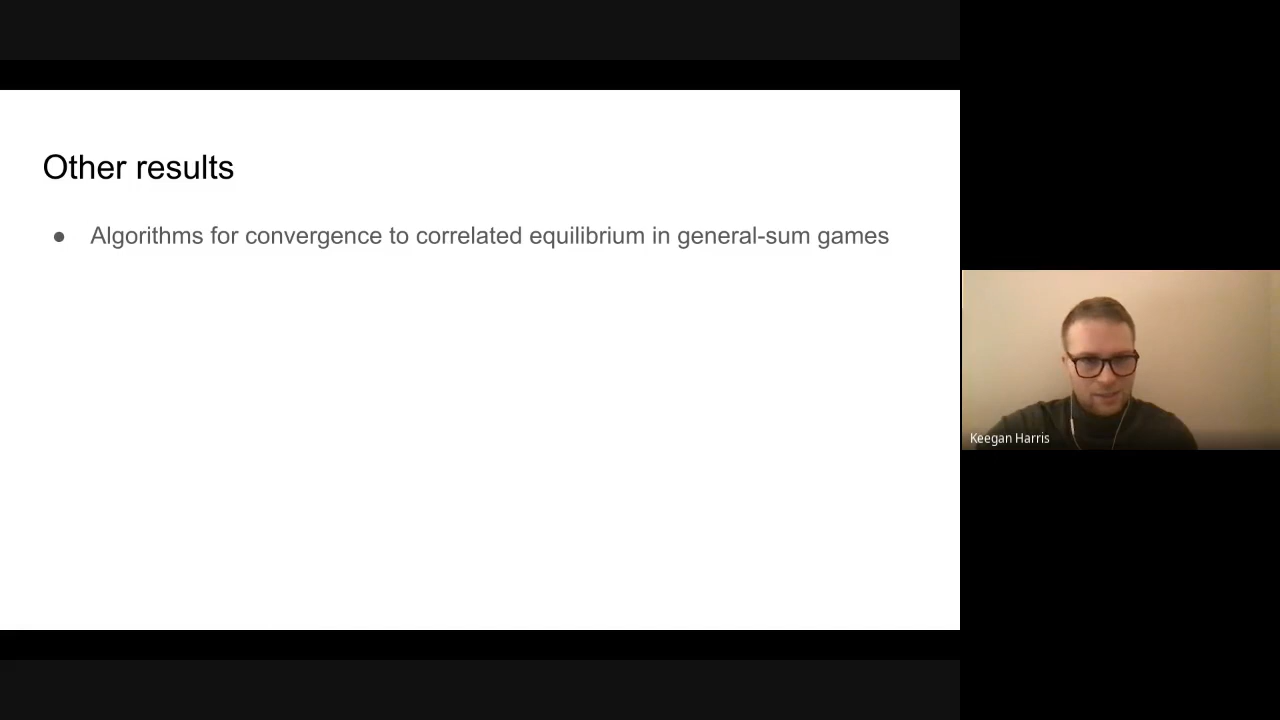 Other results
● Algorithms for convergence to correlated equilibrium in general-sum games
Keegan Harris